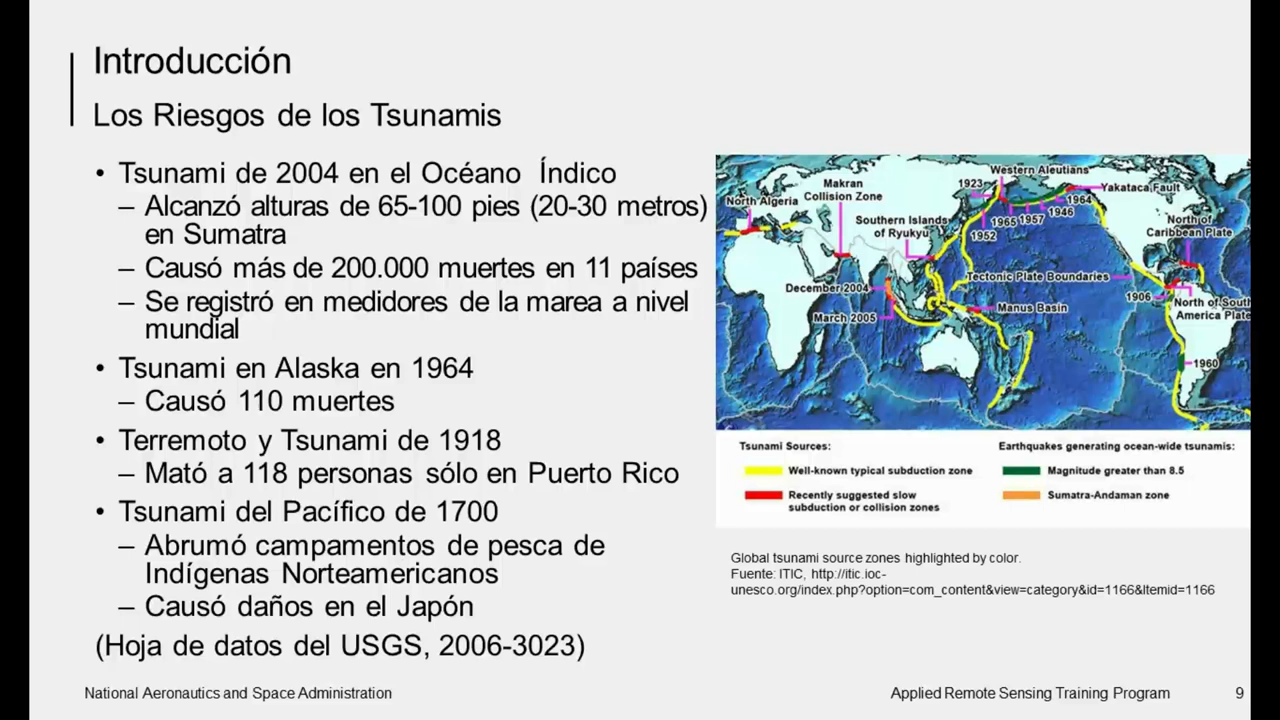 Introducción
Los Riesgos de los Tsunamis
• Tsunami de 2004 en el Océano Índico
– Alcanzó alturas de 65-100 pies (20-30 metros)
en Sumatra
– Causó más de 200.000 muertes en 11 países
– Se registró en medidores de la marea a nivel
mundial
• Tsunami en Alaska en 1964
– Causó 110 muertes
• Terremoto y Tsunami de 1918
– Mató a 118 personas sólo en Puerto Rico
• Tsunami del Pacífico de 1700
– Abrumó campamentos de pesca de
Indígenas Norteamericanos
– Causó daños en el Japón
(Hoja de datos del USGS, 2006-3023)
Western Aleutians
Makran
Collision Zone
1923
Yakataca Fault
North Algeria
1964
1946
1965 1957
1952
Southern Islands
of Ryukyu
North of
Caribbean Plate
Tectonic Plate Boundaries
December 2004
1906
March 2005
Manus Basin
North of South
America Plate
1960
Tsunami Sources:
Well-known typical subduction zone
Recently suggested slow
subduction or collision zones
Earthquakes generating ocean-wide tsunamis:
Magnitude greater than 8.5
Sumatra-Andaman zone
Global tsunami source zones highlighted by color.
Fuente: ITIC, http://itic.ioc-
unesco.org/index.php?option=com_content&view=category&id=1166&Itemid=1166
National Aeronautics and Space Administration
Applied Remote Sensing Training Program
9